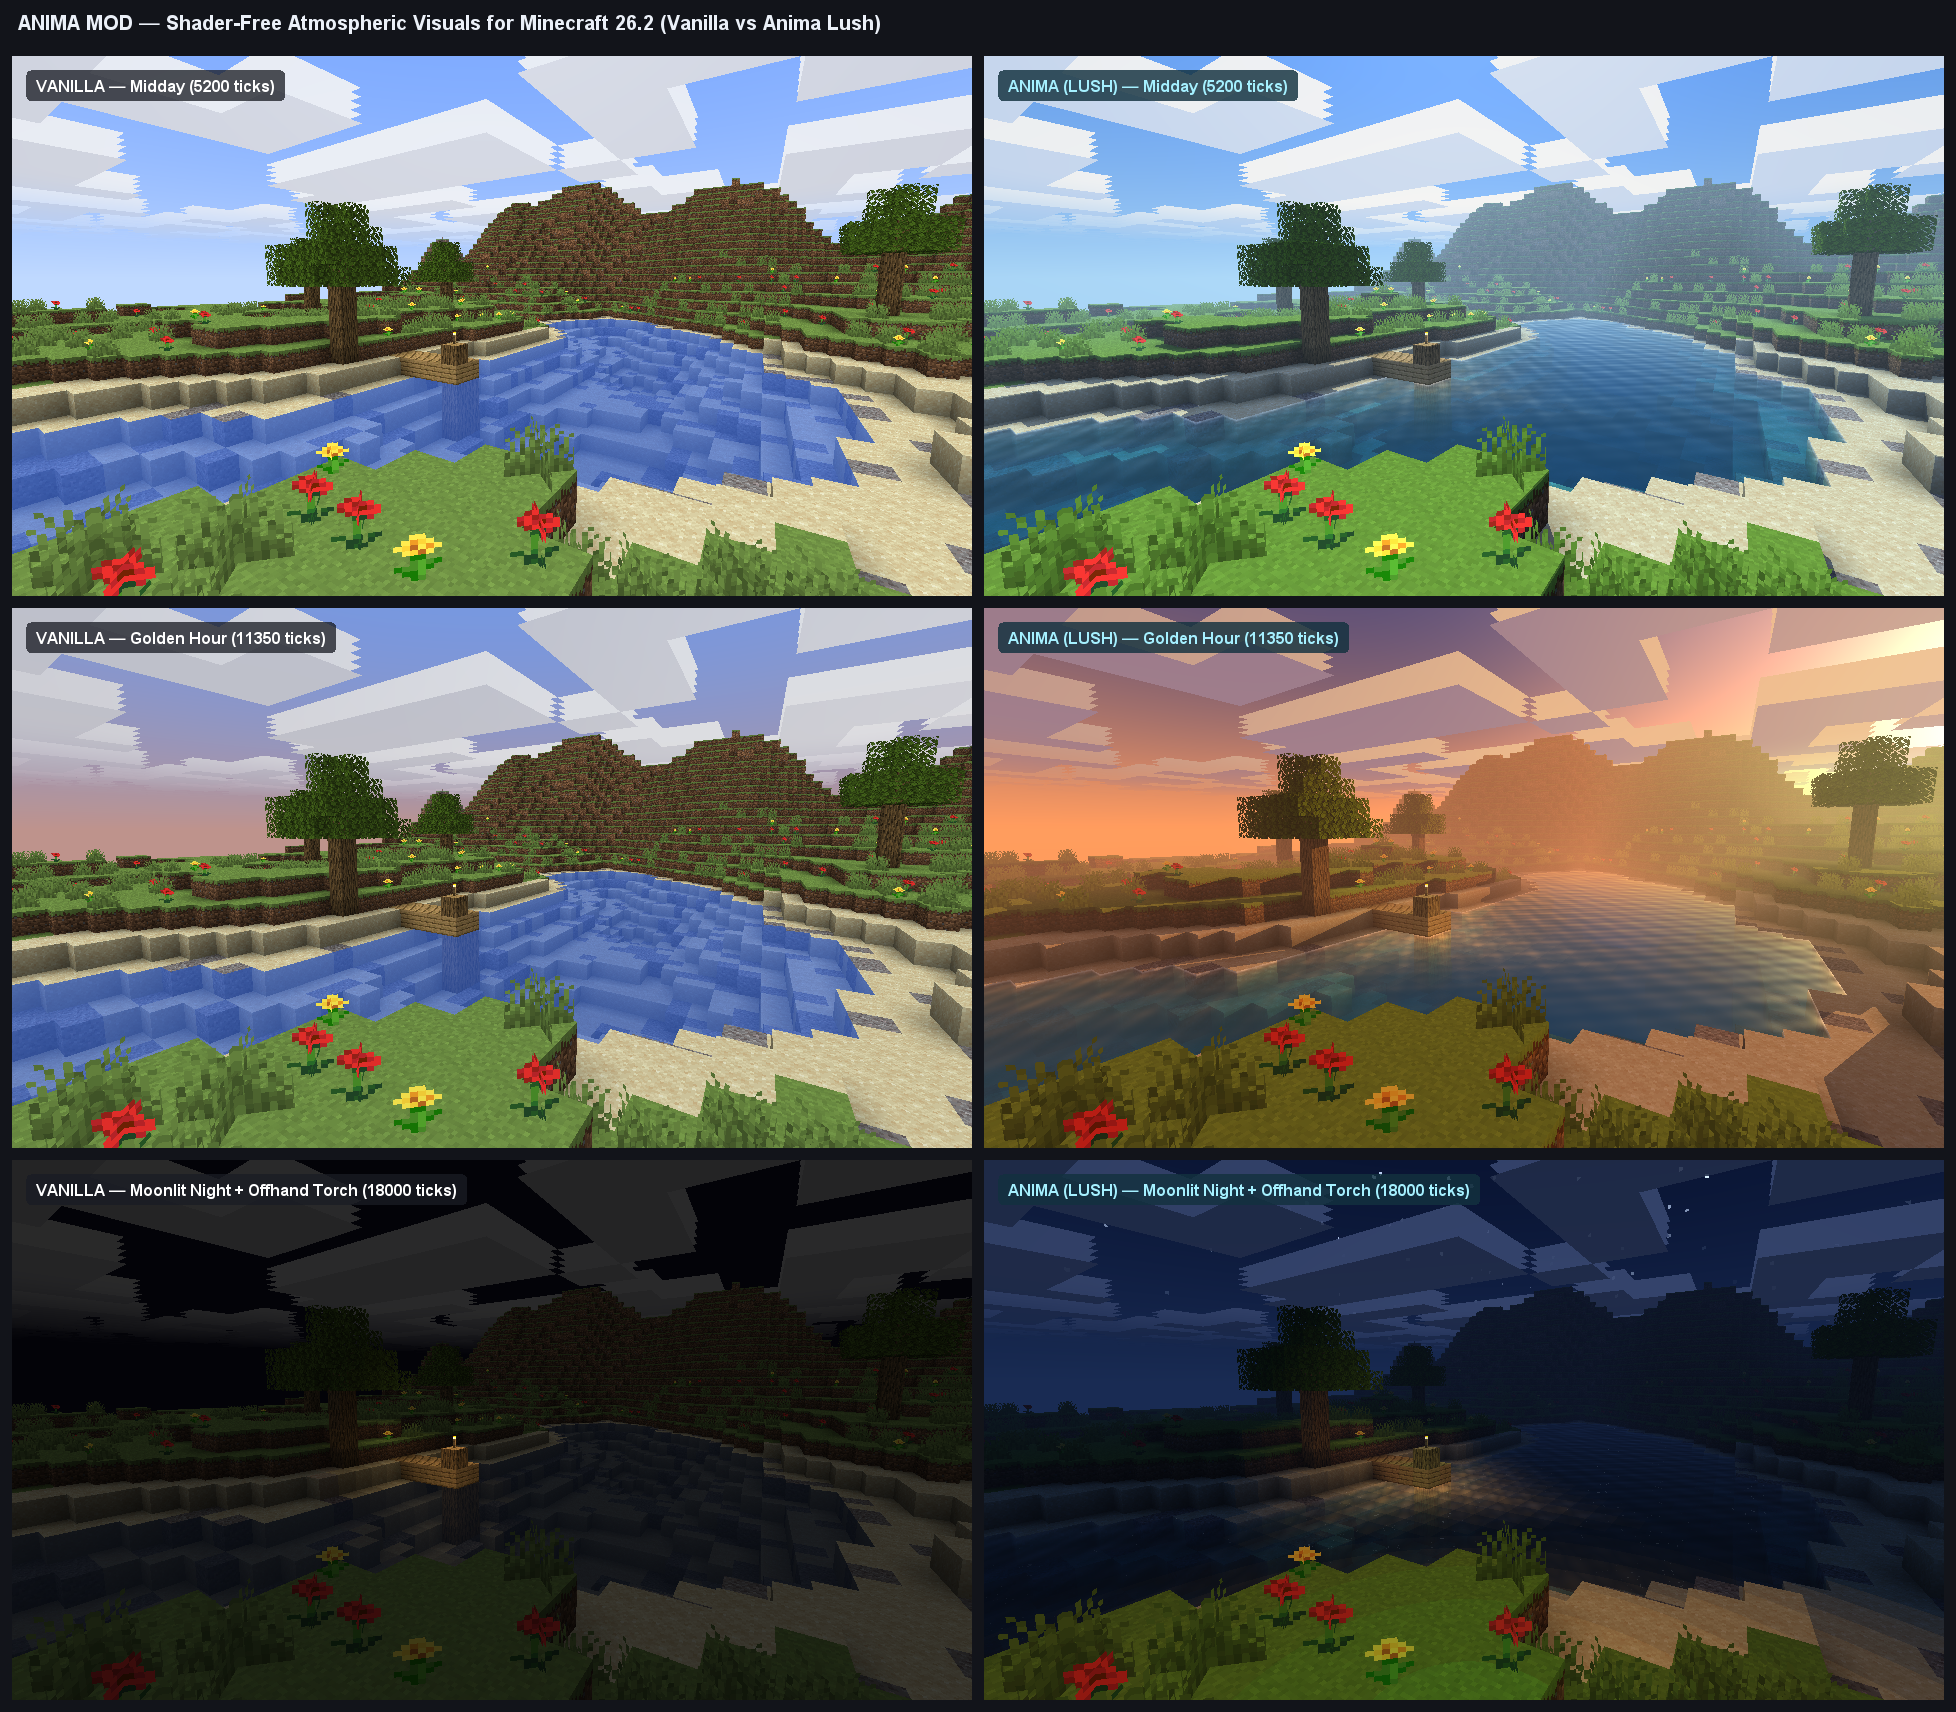 ANIMA MOD — Shader-Free Atmospheric Visuals for Minecraft 26.2 (Vanilla vs Anima Lush)
VANILLA — Midday (5200 ticks)
ANIMA (LUSH) — Midday (5200 ticks)
VANILLA — Golden Hour (11350 ticks)
ANIMA (LUSH) — Golden Hour (11350 ticks)
VANILLA — Moonlit Night + Offhand Torch (18000 ticks)
ANIMA (LUSH) — Moonlit Night + Offhand Torch (18000 ticks)